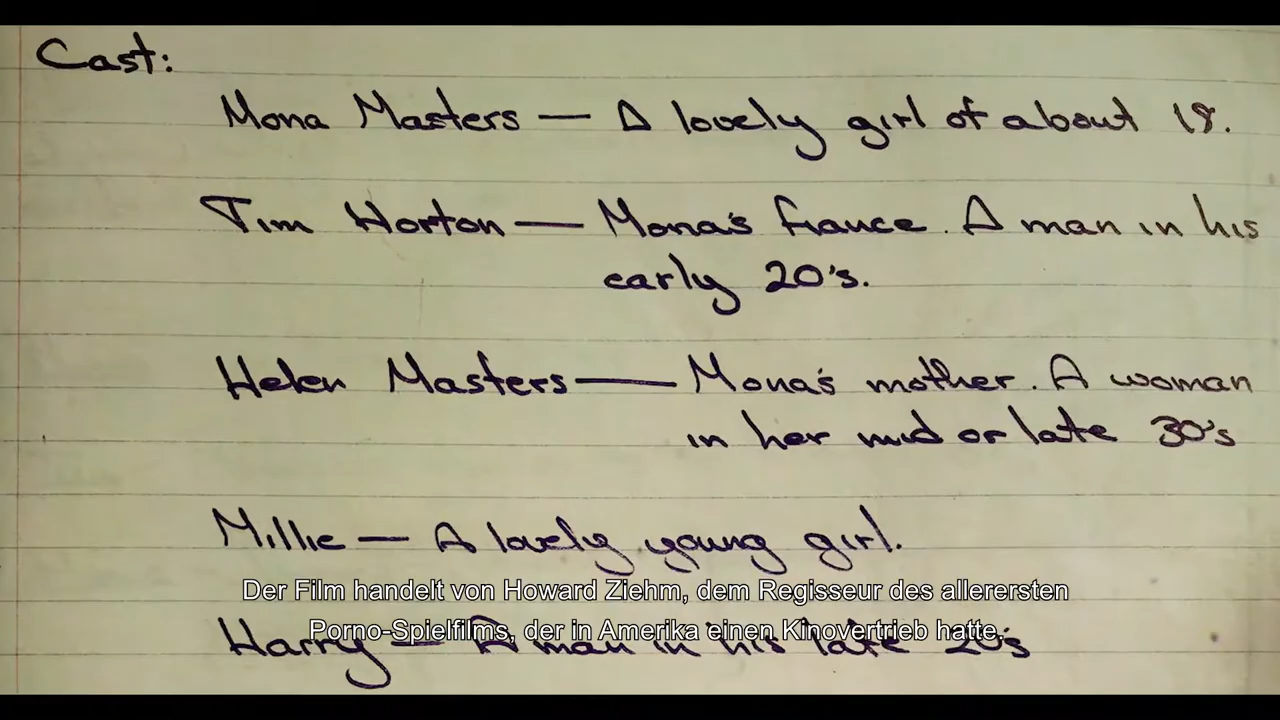 Cast:
Mona Masters — A lovely girl of about 18.
Tim Horton — Mona's fiance. A man in his
early 20's.
Helen Masters — Mona's mother. A woman
in her mid or late 30's
Millie — A lovely young girl.
Der Film handelt von Howard Ziehm, dem Regisseur des allerersten
Porno-Spielfilms, der in Amerika einen Kinovertrieb hatte,
Harry — A man in his late 20's